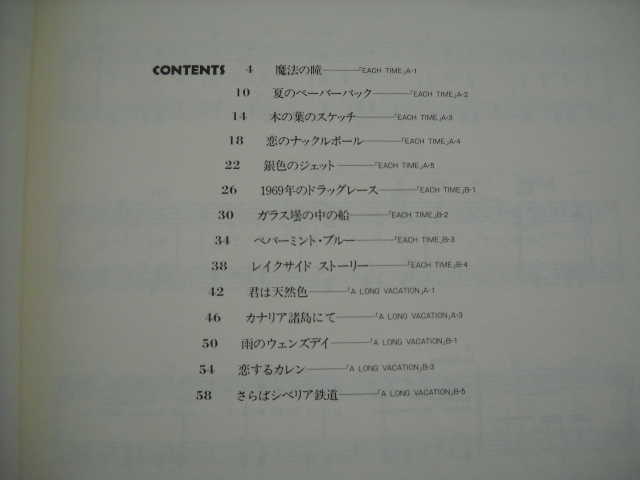 CONTENTS 4 魔法の瞳———「EACH TIME」A-1
10 夏のペーパーバック———「EACH TIME」A-2
14 木の葉のスケッチ———「EACH TIME」A-3
18 恋のナックルボール———「EACH TIME」A-4
22 銀色のジェット———「EACH TIME」A-5
26 1969年のドラッグレース———「EACH TIME」B-1
30 ガラス壜の中の船———「EACH TIME」B-2
34 ペパーミント・ブルー———「EACH TIME」B-3
38 レイクサイド ストーリー———「EACH TIME」B-4
42 君は天然色———「A LONG VACATION」A-1
46 カナリア諸島にて———「A LONG VACATION」A-3
50 雨のウェンズデイ———「A LONG VACATION」B-1
54 恋するカレン———「A LONG VACATION」B-3
58 さらばシベリア鉄道———「A LONG VACATION」B-5